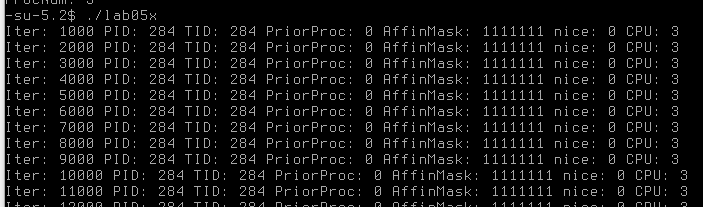 ProcNum: 3
-su-5.2$ ./lab05x
Iter: 1000 PID: 284 TID: 284 PriorProc: 0 AffinMask: 1111111 nice: 0 CPU: 3
Iter: 2000 PID: 284 TID: 284 PriorProc: 0 AffinMask: 1111111 nice: 0 CPU: 3
Iter: 3000 PID: 284 TID: 284 PriorProc: 0 AffinMask: 1111111 nice: 0 CPU: 3
Iter: 4000 PID: 284 TID: 284 PriorProc: 0 AffinMask: 1111111 nice: 0 CPU: 3
Iter: 5000 PID: 284 TID: 284 PriorProc: 0 AffinMask: 1111111 nice: 0 CPU: 3
Iter: 6000 PID: 284 TID: 284 PriorProc: 0 AffinMask: 1111111 nice: 0 CPU: 3
Iter: 7000 PID: 284 TID: 284 PriorProc: 0 AffinMask: 1111111 nice: 0 CPU: 3
Iter: 8000 PID: 284 TID: 284 PriorProc: 0 AffinMask: 1111111 nice: 0 CPU: 3
Iter: 9000 PID: 284 TID: 284 PriorProc: 0 AffinMask: 1111111 nice: 0 CPU: 3
Iter: 10000 PID: 284 TID: 284 PriorProc: 0 AffinMask: 1111111 nice: 0 CPU: 3
Iter: 11000 PID: 284 TID: 284 PriorProc: 0 AffinMask: 1111111 nice: 0 CPU: 3
Iter: 12000 PID: 284 TID: 284 PriorProc: 0 AffinMask: 1111111 nice: 0 CPU: 3